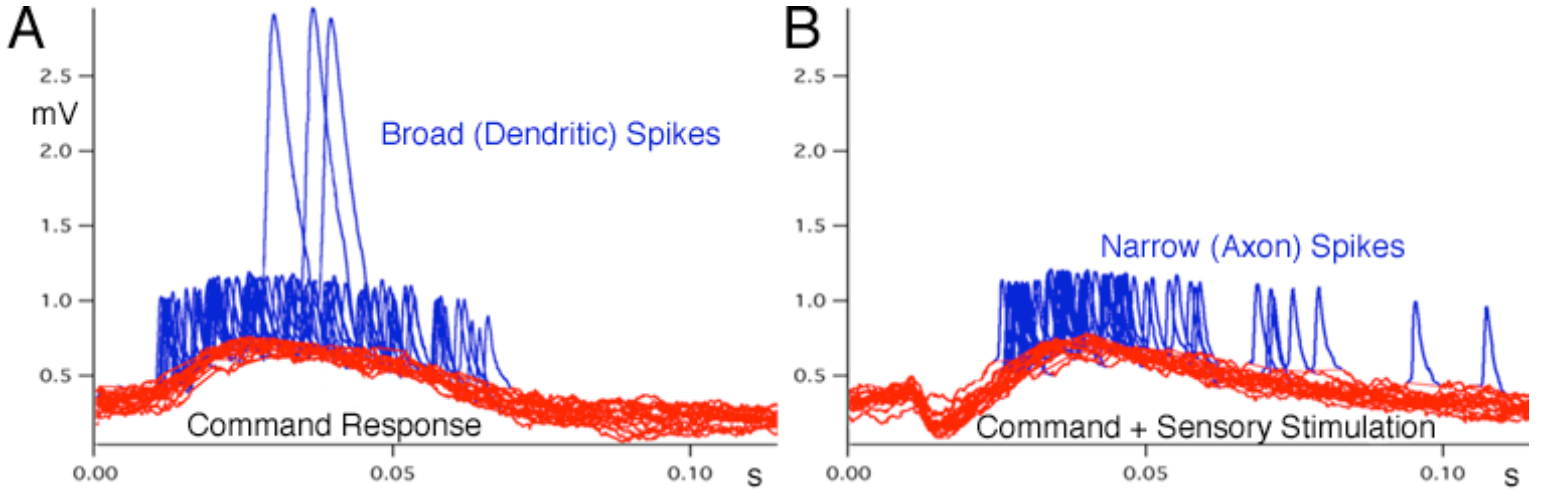 A
2.5
mV
2.0
1.5
1.0
0.5
Broad (Dendritic) Spikes
Command Response
0.00
0.05
0.10
s
B
2.5
2.0
1.5
1.0
0.5
Narrow (Axon) Spikes
Command + Sensory Stimulation
0.00
0.05
0.10
s